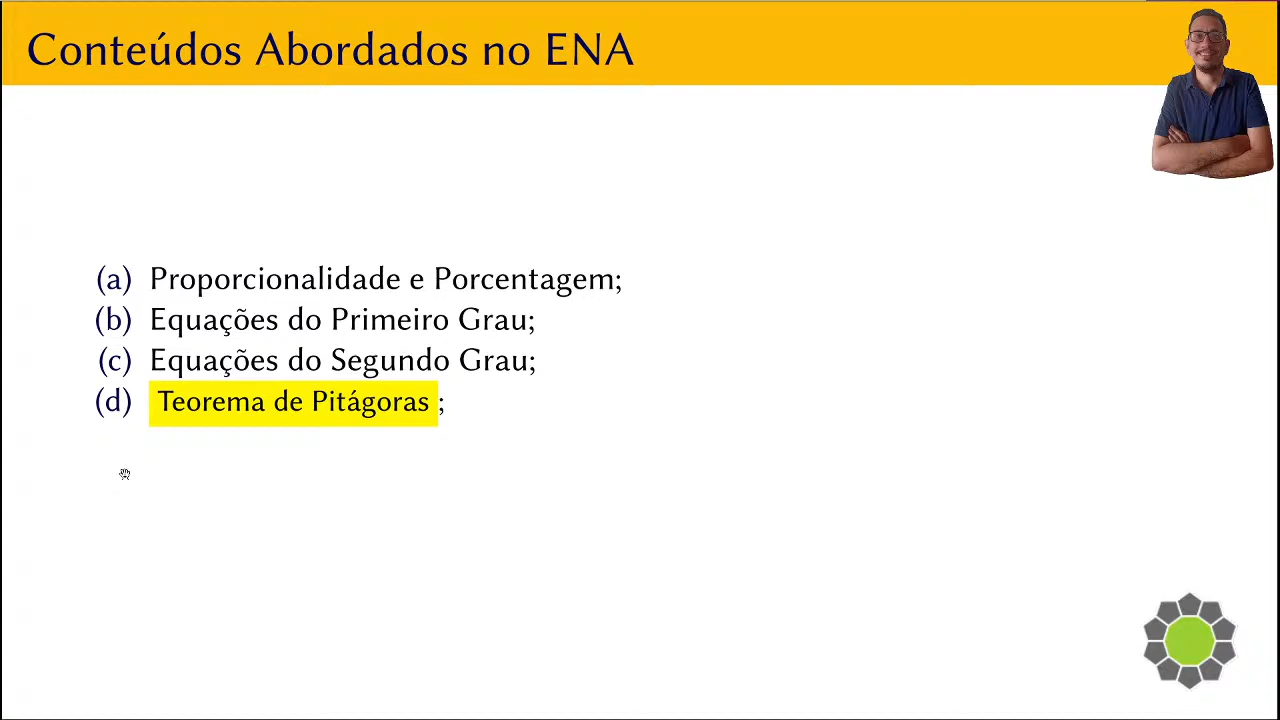 Conteúdos Abordados no ENA
(a) Proporcionalidade e Porcentagem;
(b) Equações do Primeiro Grau;
(c) Equações do Segundo Grau;
(d) Teorema de Pitágoras ;